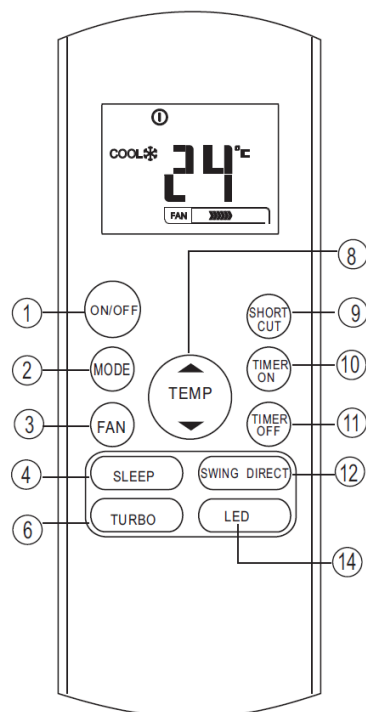 COOL 24°C
FAN
8
1 ON/OFF SHORT CUT 9
2 MODE TEMP TIMER ON 10
3 FAN TIMER OFF 11
4 SLEEP SWING DIRECT 12
6 TURBO LED
14